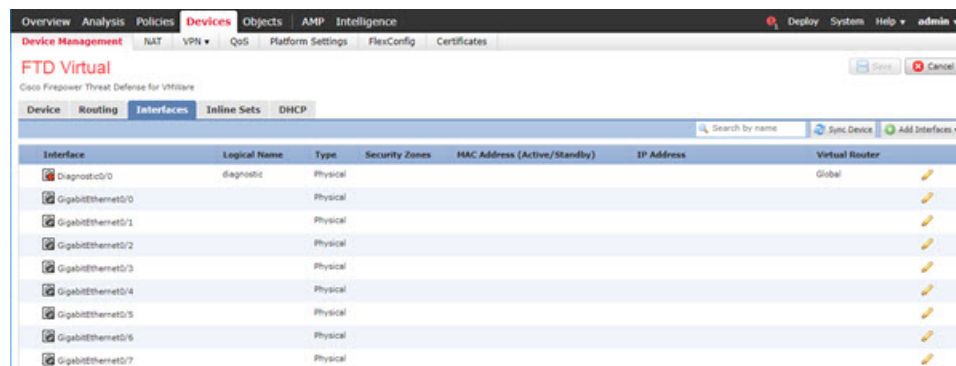 Overview Analysis Policies Devices Objects AMP Intelligence Deploy System Help admin
Device Management NAT VPN QoS Platform Settings FlexConfig Certificates
FTD Virtual
Save Cancel
Cisco Firepower Threat Defense for VMWare
Device Routing Interfaces Inline Sets DHCP
Search by name Sync Device Add Interfaces
Interface Logical Name Type Security Zones MAC Address (Active/Standby) IP Address Virtual Router
Diagnostic0/0 diagnostic Physical Global
GigabitEthernet0/0 Physical
GigabitEthernet0/1 Physical
GigabitEthernet0/2 Physical
GigabitEthernet0/3 Physical
GigabitEthernet0/4 Physical
GigabitEthernet0/5 Physical
GigabitEthernet0/6 Physical
GigabitEthernet0/7 Physical